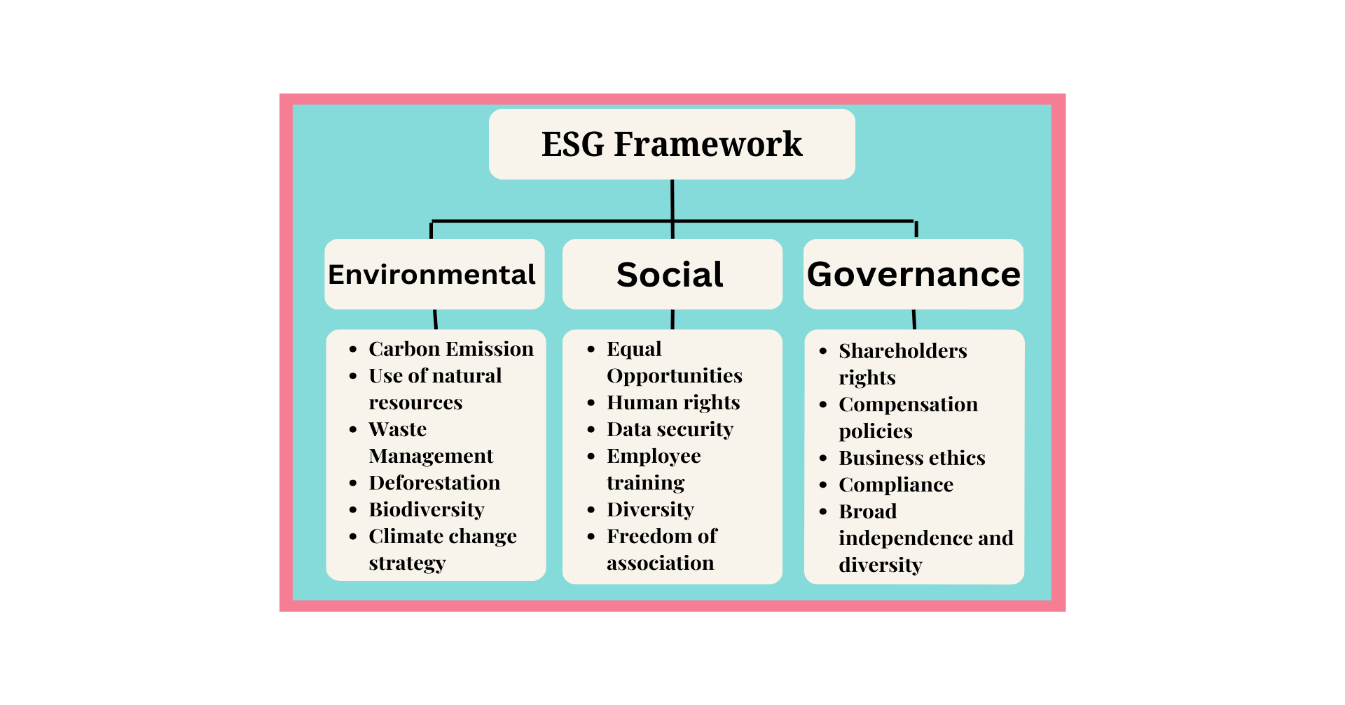 ESG Framework
Environmental
Social
Governance
• Carbon Emission
• Use of natural
resources
• Waste
Management
• Deforestation
• Biodiversity
• Climate change
strategy
• Equal
Opportunities
• Human rights
• Data security
• Employee
training
• Diversity
• Freedom of
association
• Shareholders
rights
• Compensation
policies
• Business ethics
• Compliance
• Broad
independence and
diversity